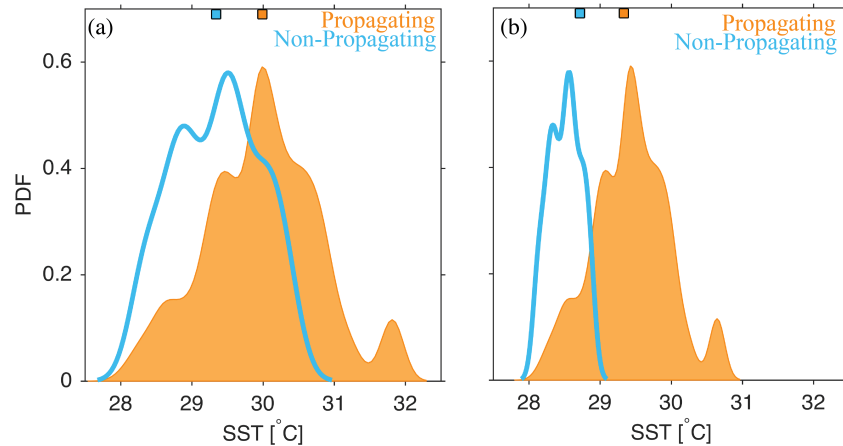 (a)
Propagating
Non-Propagating
0.6
0.4
0.2
0
PDF
28 29 30 31 32
SST [°C]
(b)
Propagating
Non-Propagating
28 29 30 31 32
SST [°C]